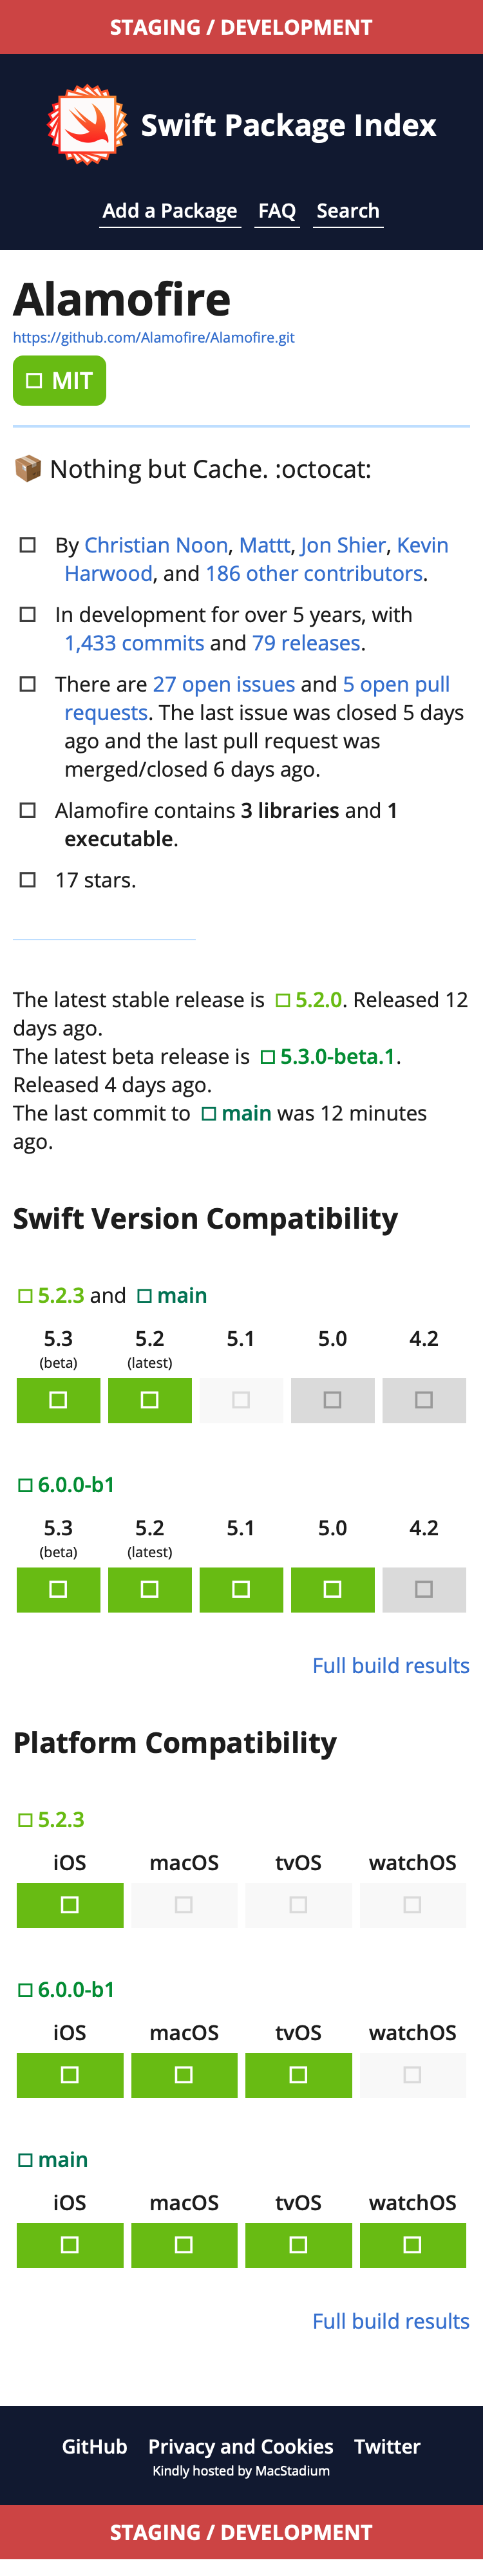 STAGING / DEVELOPMENT
Swift Package Index
Add a Package FAQ Search
Alamofire
https://github.com/Alamofire/Alamofire.git
MIT
📦 Nothing but Cache. :octocat:
By Christian Noon, Mattt, Jon Shier, Kevin
Harwood, and 186 other contributors.
In development for over 5 years, with
1,433 commits and 79 releases.
There are 27 open issues and 5 open pull
requests. The last issue was closed 5 days
ago and the last pull request was
merged/closed 6 days ago.
Alamofire contains 3 libraries and 1
executable.
17 stars.
The latest stable release is 5.2.0. Released 12
days ago.
The latest beta release is 5.3.0-beta.1.
Released 4 days ago.
The last commit to main was 12 minutes
ago.
Swift Version Compatibility
5.2.3 and main
5.3 5.2 5.1 5.0 4.2
(beta) (latest)
6.0.0-b1
5.3 5.2 5.1 5.0 4.2
(beta) (latest)
Full build results
Platform Compatibility
5.2.3
iOS macOS tvOS watchOS
6.0.0-b1
iOS macOS tvOS watchOS
main
iOS macOS tvOS watchOS
Full build results
GitHub Privacy and Cookies Twitter
Kindly hosted by MacStadium
STAGING / DEVELOPMENT